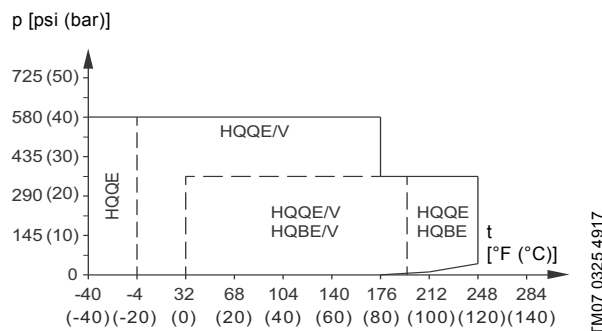 p [psi (bar)]
725 (50)
580 (40)
HQQE/V
435 (30)
HQQE
290 (20)
HQQE/V HQQE
HQBE/V HQBE
145 (10)
t
[°F (°C)]
0
-40 -4 32 68 104 140 176 212 248 284
(-40) (-20) (0) (20) (40) (60) (80) (100) (120) (140)
TM07 0325 4917